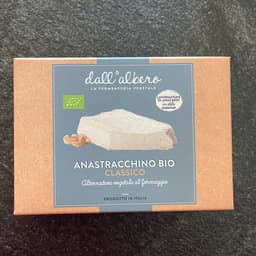 dall'albero
LA FERMENTERIA VEGETALE
ANASTRACCHINO BIO
CLASSICO
Alternativa vegetale al formaggio
PRODOTTO IN ITALIA